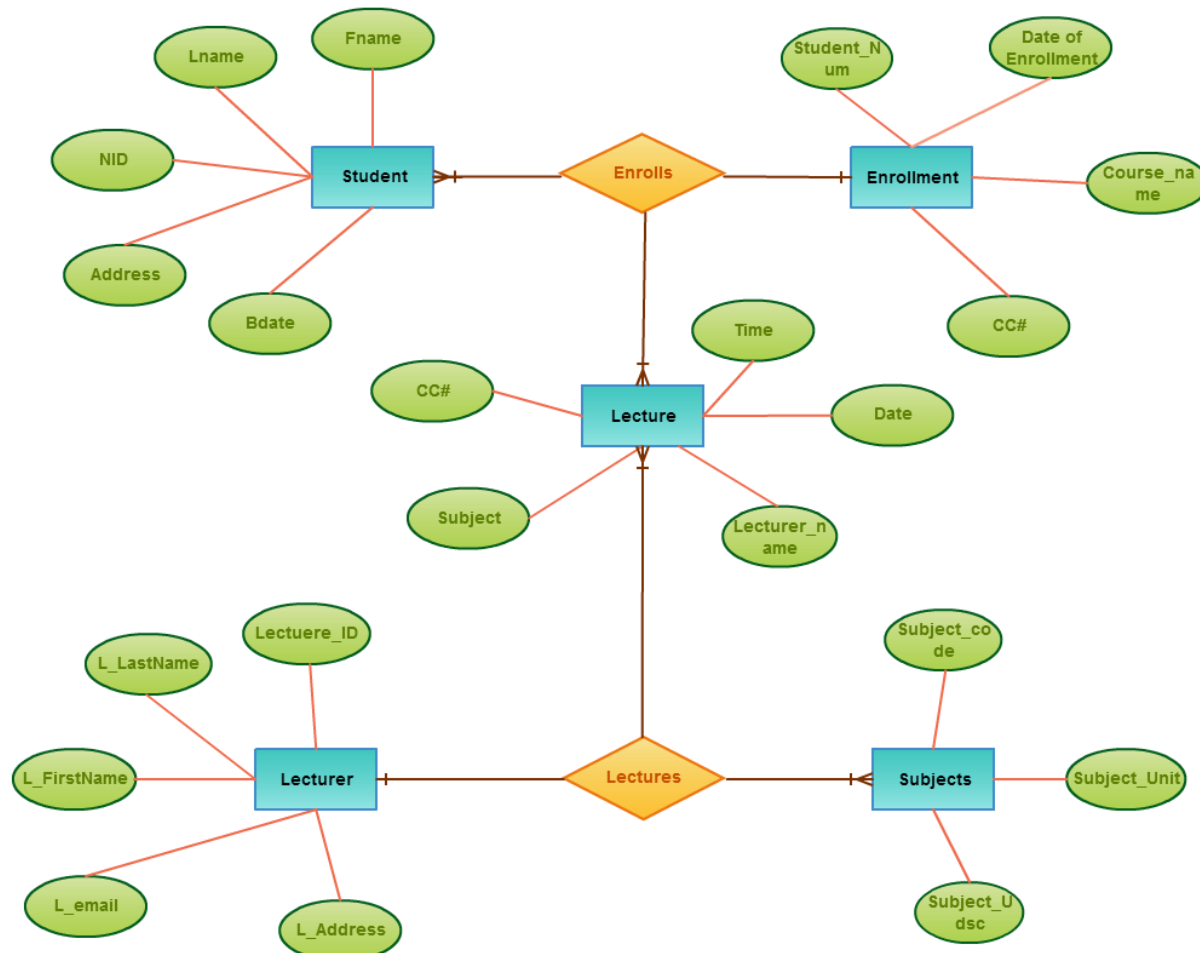 Fname
Lname
Student_N
um
Date of
Enrollment
NID
Student
Enrolls
Enrollment
Course_na
me
Address
Bdate
CC#
Time
CC#
Lecture
Date
Subject
Lecturer_n
ame
Lectuere_ID
Subject_co
de
L_LastName
L_FirstName
Lecturer
Lectures
Subjects
Subject_Unit
L_email
L_Address
Subject_U
dsc